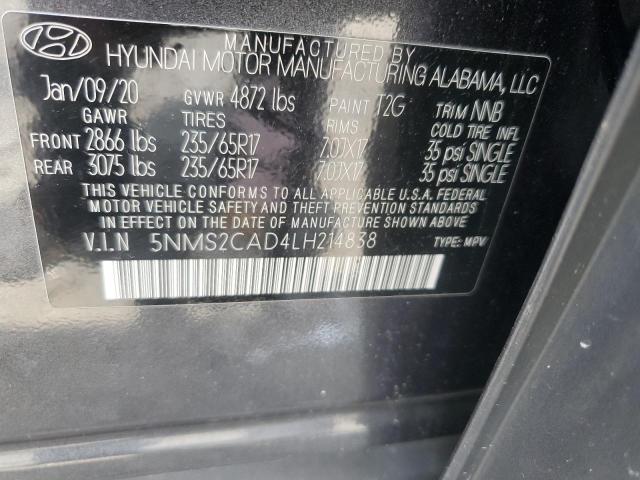 MANUFACTURED BY
HYUNDAI MOTOR MANUFACTURING ALABAMA, LLC
Jan/09/20 GVWR 4872 lbs PAINT T2G TRIM NNB
GAWR TIRES RIMS COLD TIRE INFL
FRONT 2866 lbs 235/65R17 7.0JX17 35 psi SINGLE
REAR 3075 lbs 235/65R17 7.0JX17 35 psi SINGLE
THIS VEHICLE CONFORMS TO ALL APPLICABLE U.S.A. FEDERAL
MOTOR VEHICLE SAFETY AND THEFT PREVENTION STANDARDS
IN EFFECT ON THE DATE OF MANUFACTURE SHOWN ABOVE
V.I.N 5NMS2CAD4LH214838 TYPE: MPV